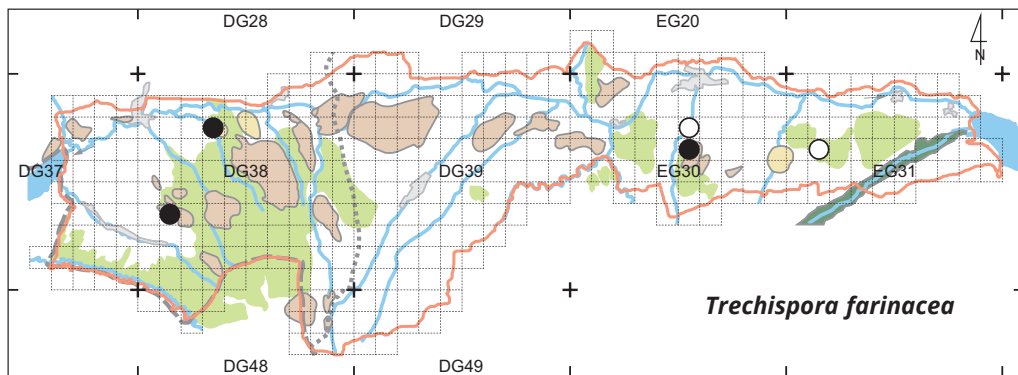 DG28 DG29 EG20
N
DG37 DG38 DG39 EG30 EG31
Trechispora farinacea
DG48 DG49